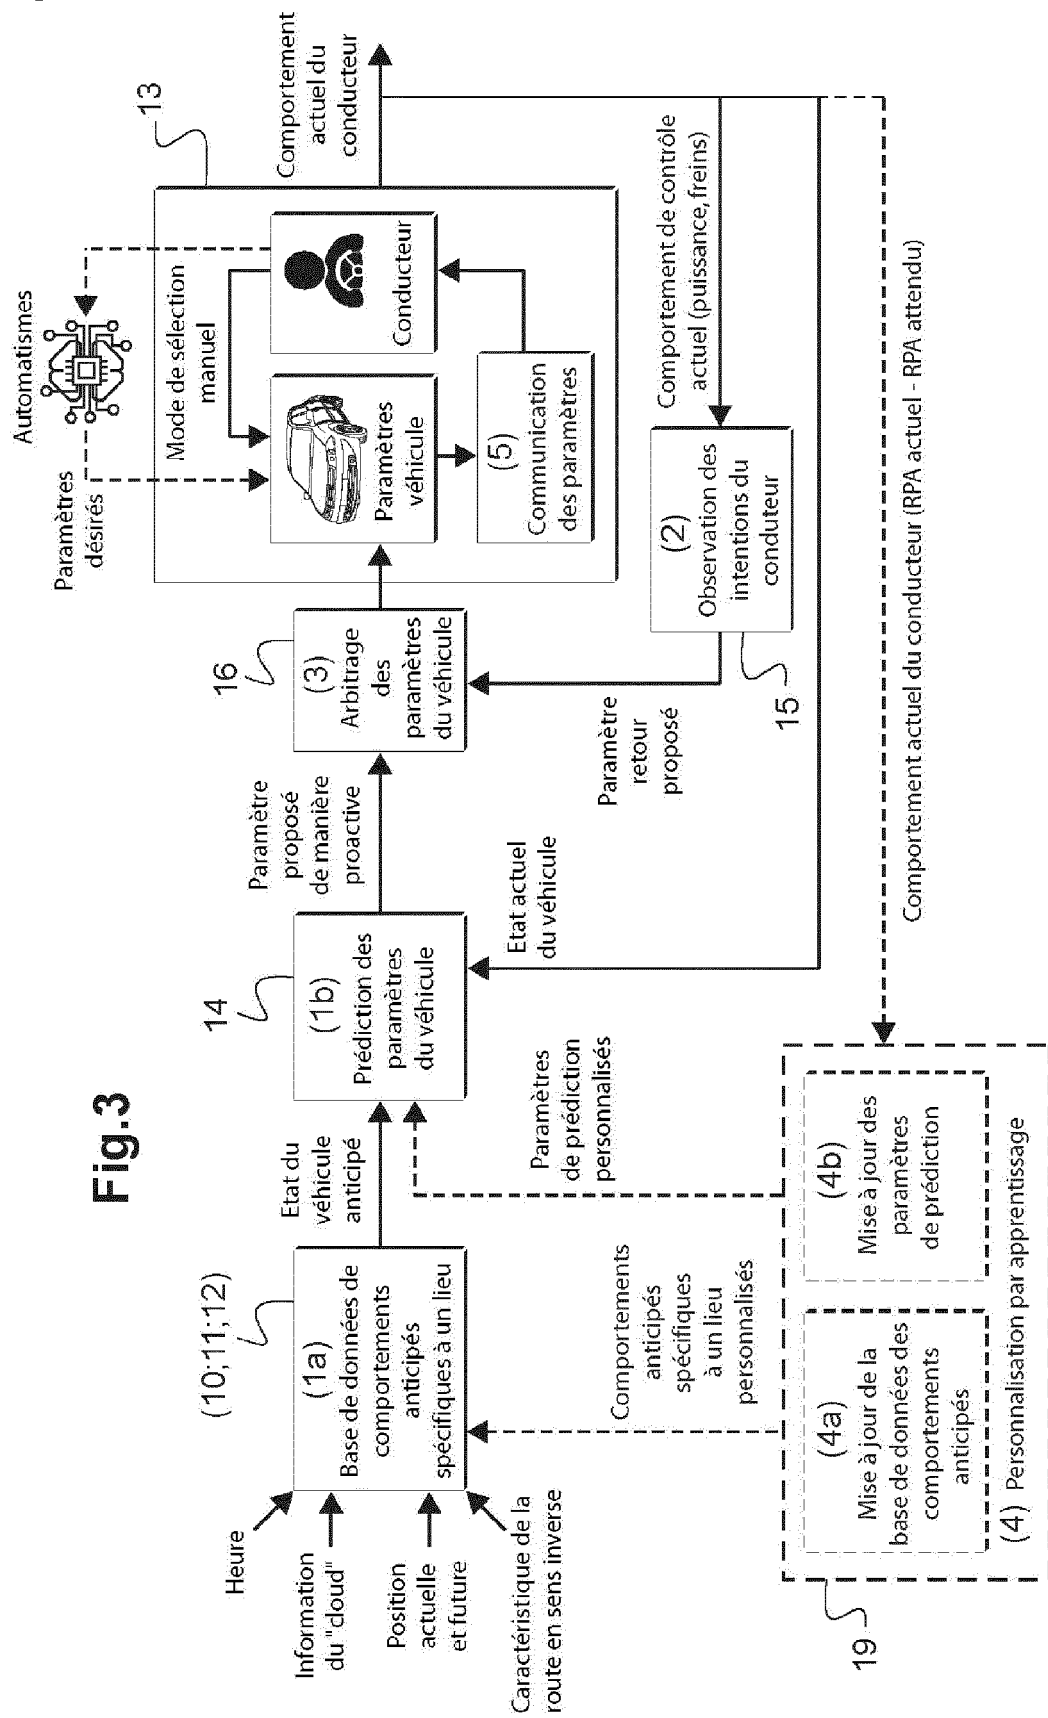 Fig.3
Heure
Information
du "cloud"
Position
actuelle
et future
Caractéristique de la
route en sens inverse
(10;11;12)
(1a)
Base de données de
comportements
anticipés
spécifiques à un lieu
Etat du
véhicule
anticipé
14
(1b)
Prédiction des
paramètres
du véhicule
Paramètre
proposé
de manière
proactive
16
(3)
Arbitrage
des
paramètres
du véhicule
Paramètres
désirés
Automatismes
13
Mode de sélection
manuel
Paramètres
véhicule
Conducteur
(5)
Communication
des paramètres
Comportement
actuel du
conducteur
Comportement de contrôle
actuel (puissance, freins)
(2)
Observation des
intentions du
conduteur
15
Paramètre
retour
proposé
Etat actuel
du véhicule
Paramètres
de prédiction
personnalisés
Comportements
anticipés
spécifiques
à un lieu
personnalisés
Comportement actuel du conducteur (RPA actuel - RPA attendu)
19
(4a)
Mise à jour de la
base de données des
comportements
anticipés
(4b)
Mise à jour des
paramètres
de prédiction
(4) Personnalisation par apprentissage